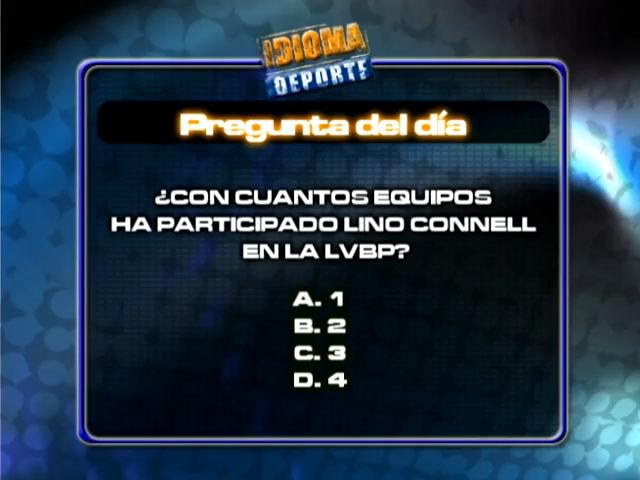 IDIOMA
DEPORTE
Pregunta del día
¿CON CUANTOS EQUIPOS
HA PARTICIPADO LINO CONNELL
EN LA LVBP?
A. 1
B. 2
C. 3
D. 4